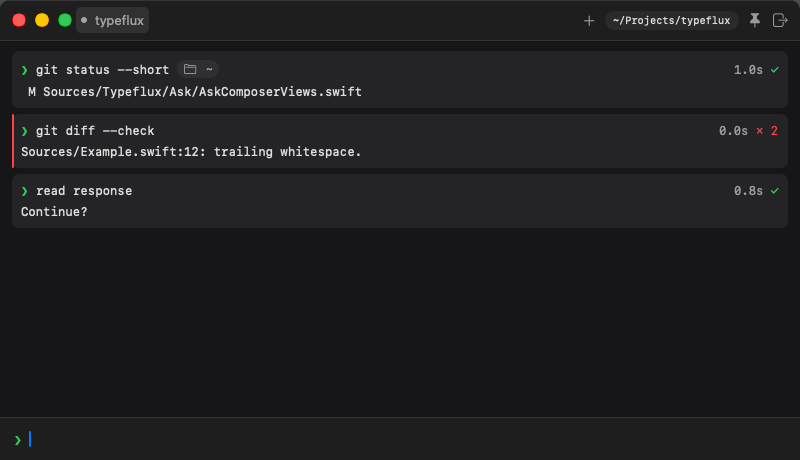 typeflux
~/Projects/typeflux
❯ git status --short ~ 1.0s ✓
M Sources/Typeflux/Ask/AskComposerViews.swift
❯ git diff --check 0.0s × 2
Sources/Example.swift:12: trailing whitespace.
❯ read response 0.8s ✓
Continue?
❯